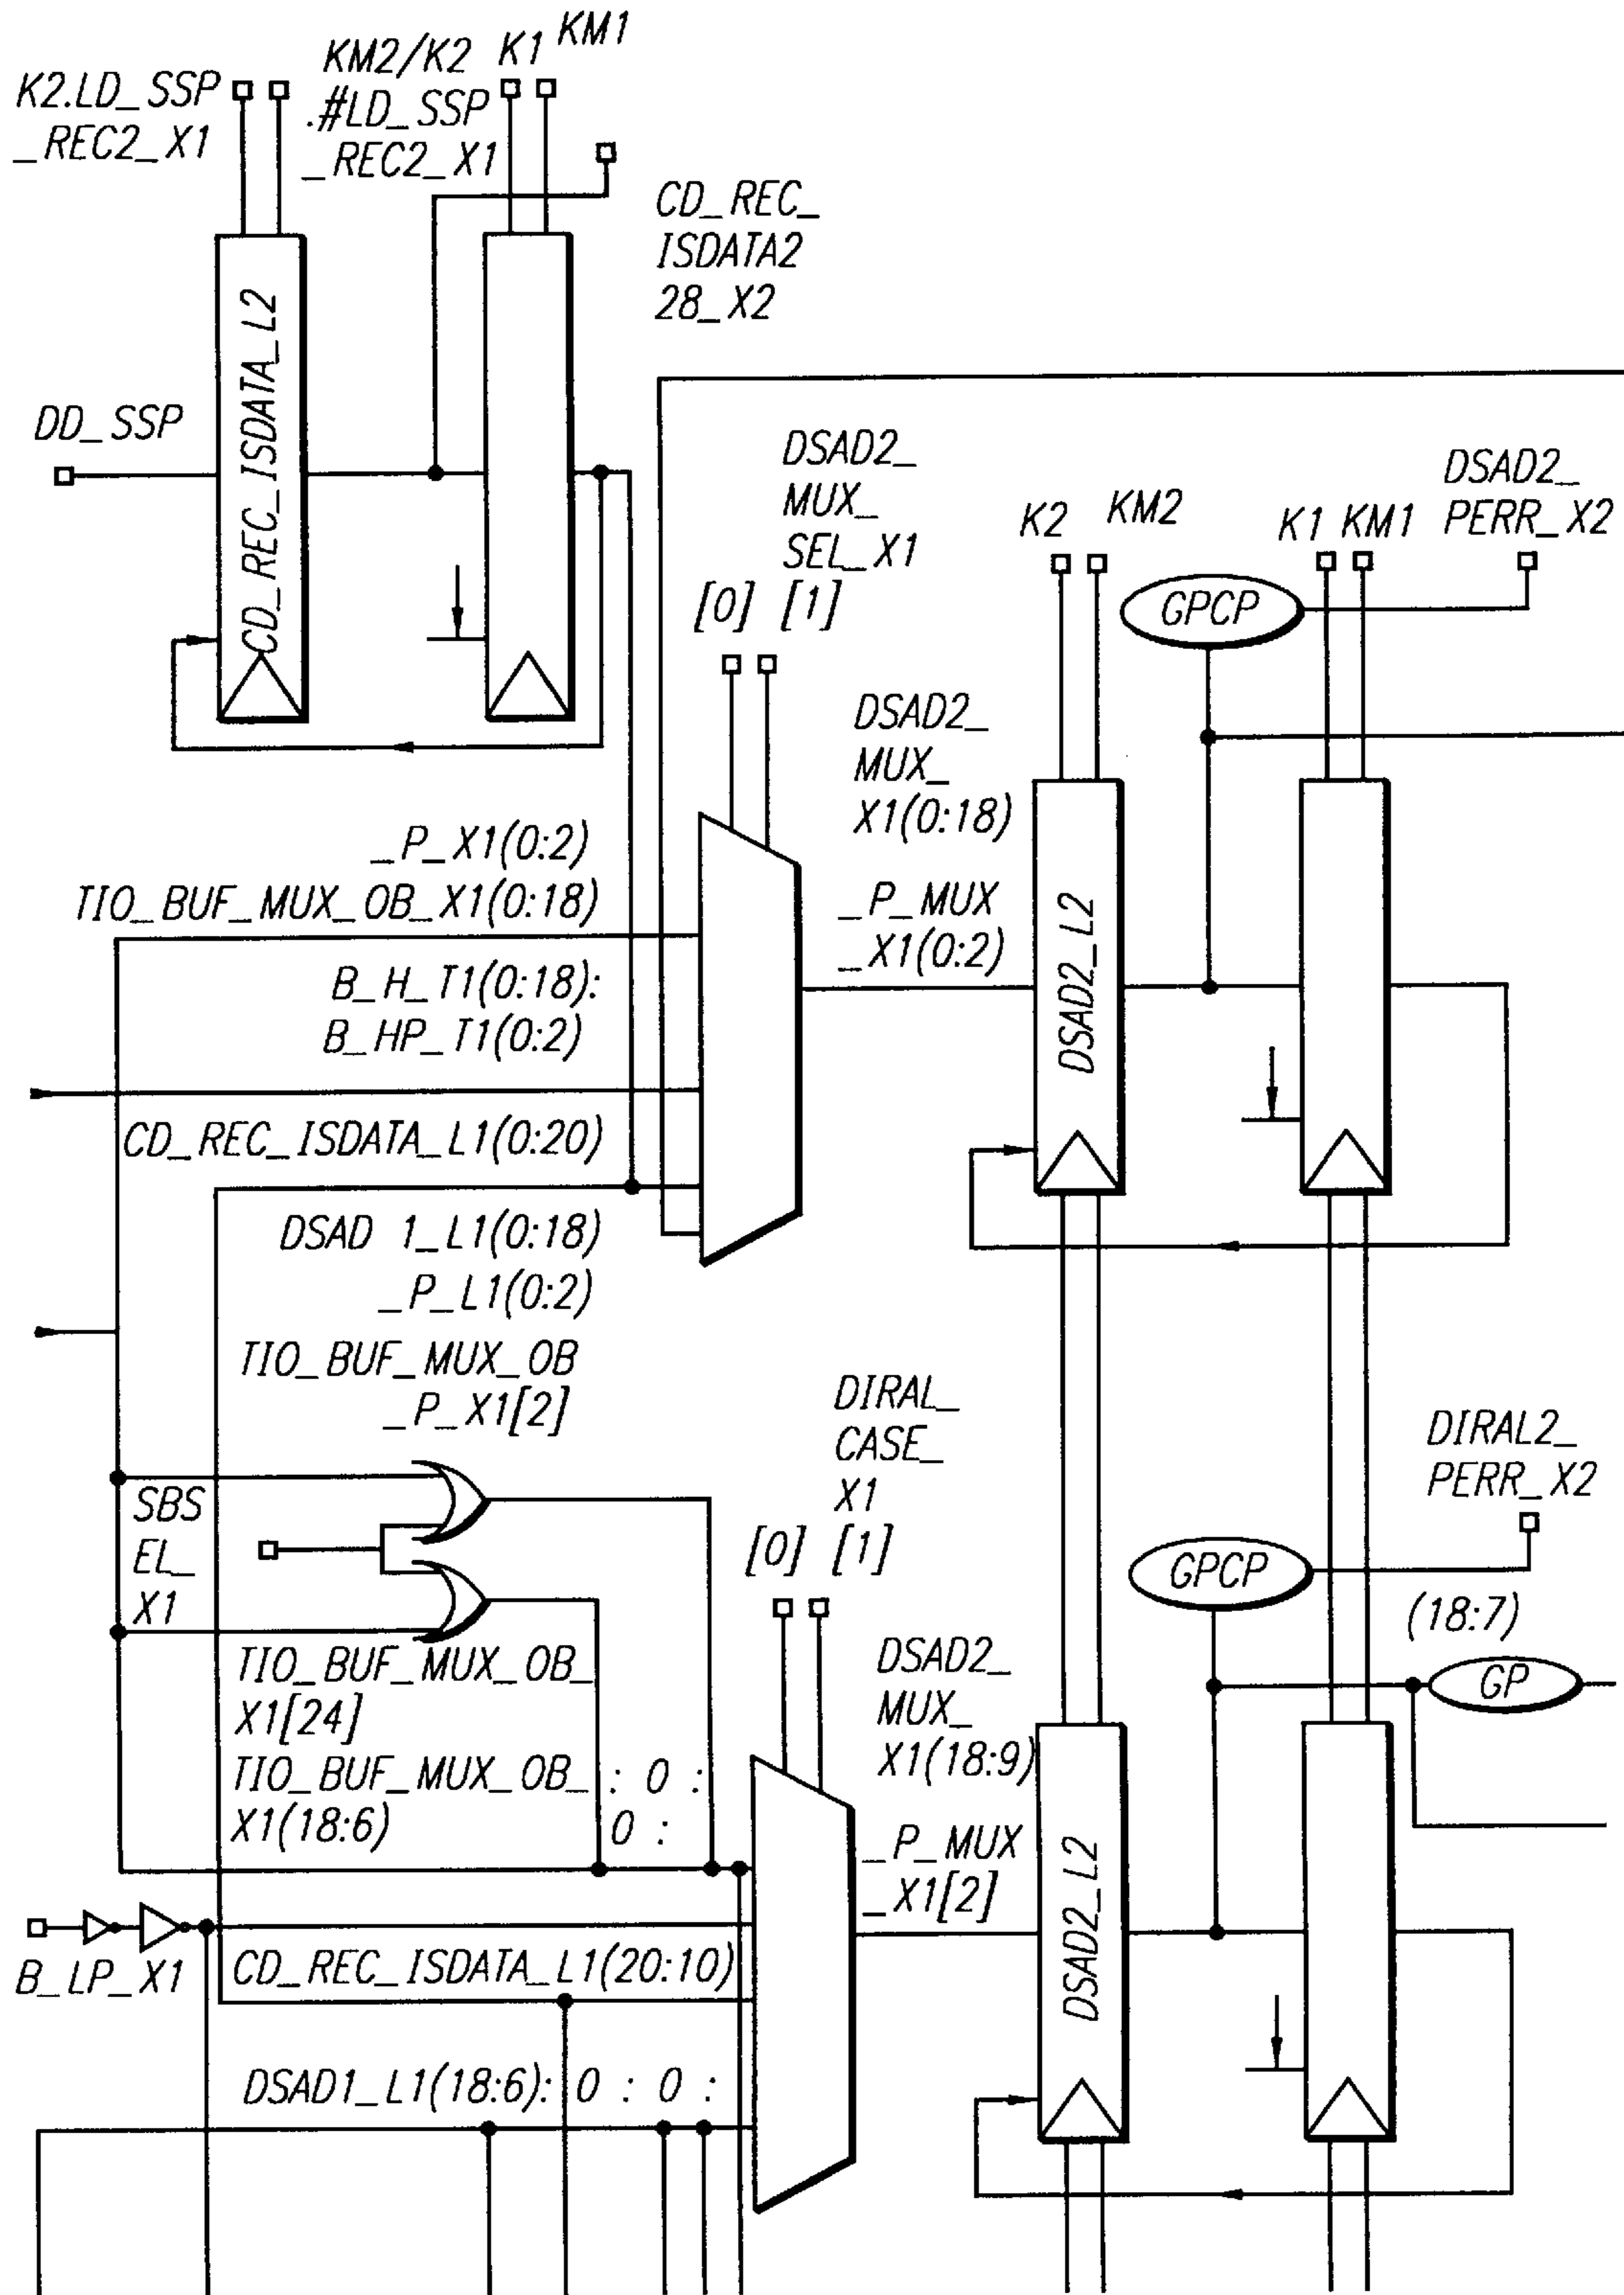 K2.LD_SSP
_REC2_X1
KM2/K2
.#LD_SSP
_REC2_X1
K1
KM1
CD_REC_
ISDATA2
28_X2
CD_REC_ISDATA_L2
DD_SSP
DSAD2_
MUX_
SEL_X1
[0] [1]
K2
KM2
GPCP
K1 KM1
DSAD2_
PERR_X2
DSAD2_
MUX_
X1(0:18)
_P_X1(0:2)
TIO_BUF_MUX_OB_X1(0:18)
_P_MUX
_X1(0:2)
DSAD2_L2
B_H_T1(0:18):
B_HP_T1(0:2)
CD_REC_ISDATA_L1(0:20)
DSAD 1_L1(0:18)
_P_L1(0:2)
TIO_BUF_MUX_OB
_P_X1[2]
DIRAL_
CASE_
X1
[0] [1]
DIRAL2_
PERR_X2
SBS
EL_
X1
GPCP
(18:7)
GP
TIO_BUF_MUX_OB_
X1[24]
DSAD2_
MUX_
X1(18:9)
TIO_BUF_MUX_OB_ : 0 :
X1(18:6) 0 :
_P_MUX
_X1[2]
DSAD2_L2
B_LP_X1
CD_REC_ISDATA_L1(20:10)
DSAD1_L1(18:6): 0 : 0 :